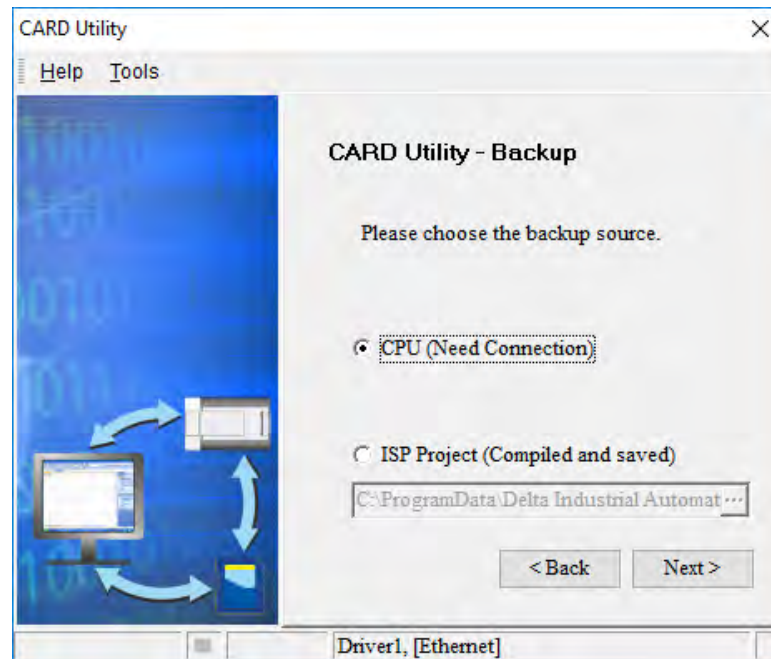 CARD Utility
Help Tools
CARD Utility - Backup
Please choose the backup source.
CPU (Need Connection)
ISP Project (Compiled and saved)
C:\ProgramData\Delta Industrial Automat ...
< Back Next >
Driver1, [Ethernet]